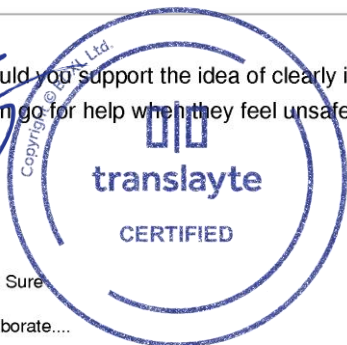 uld you support the idea of clearly i
n go for help when they feel unsafe
Copyright © Ltd.
translayte
CERTIFIED
Sure
borate....